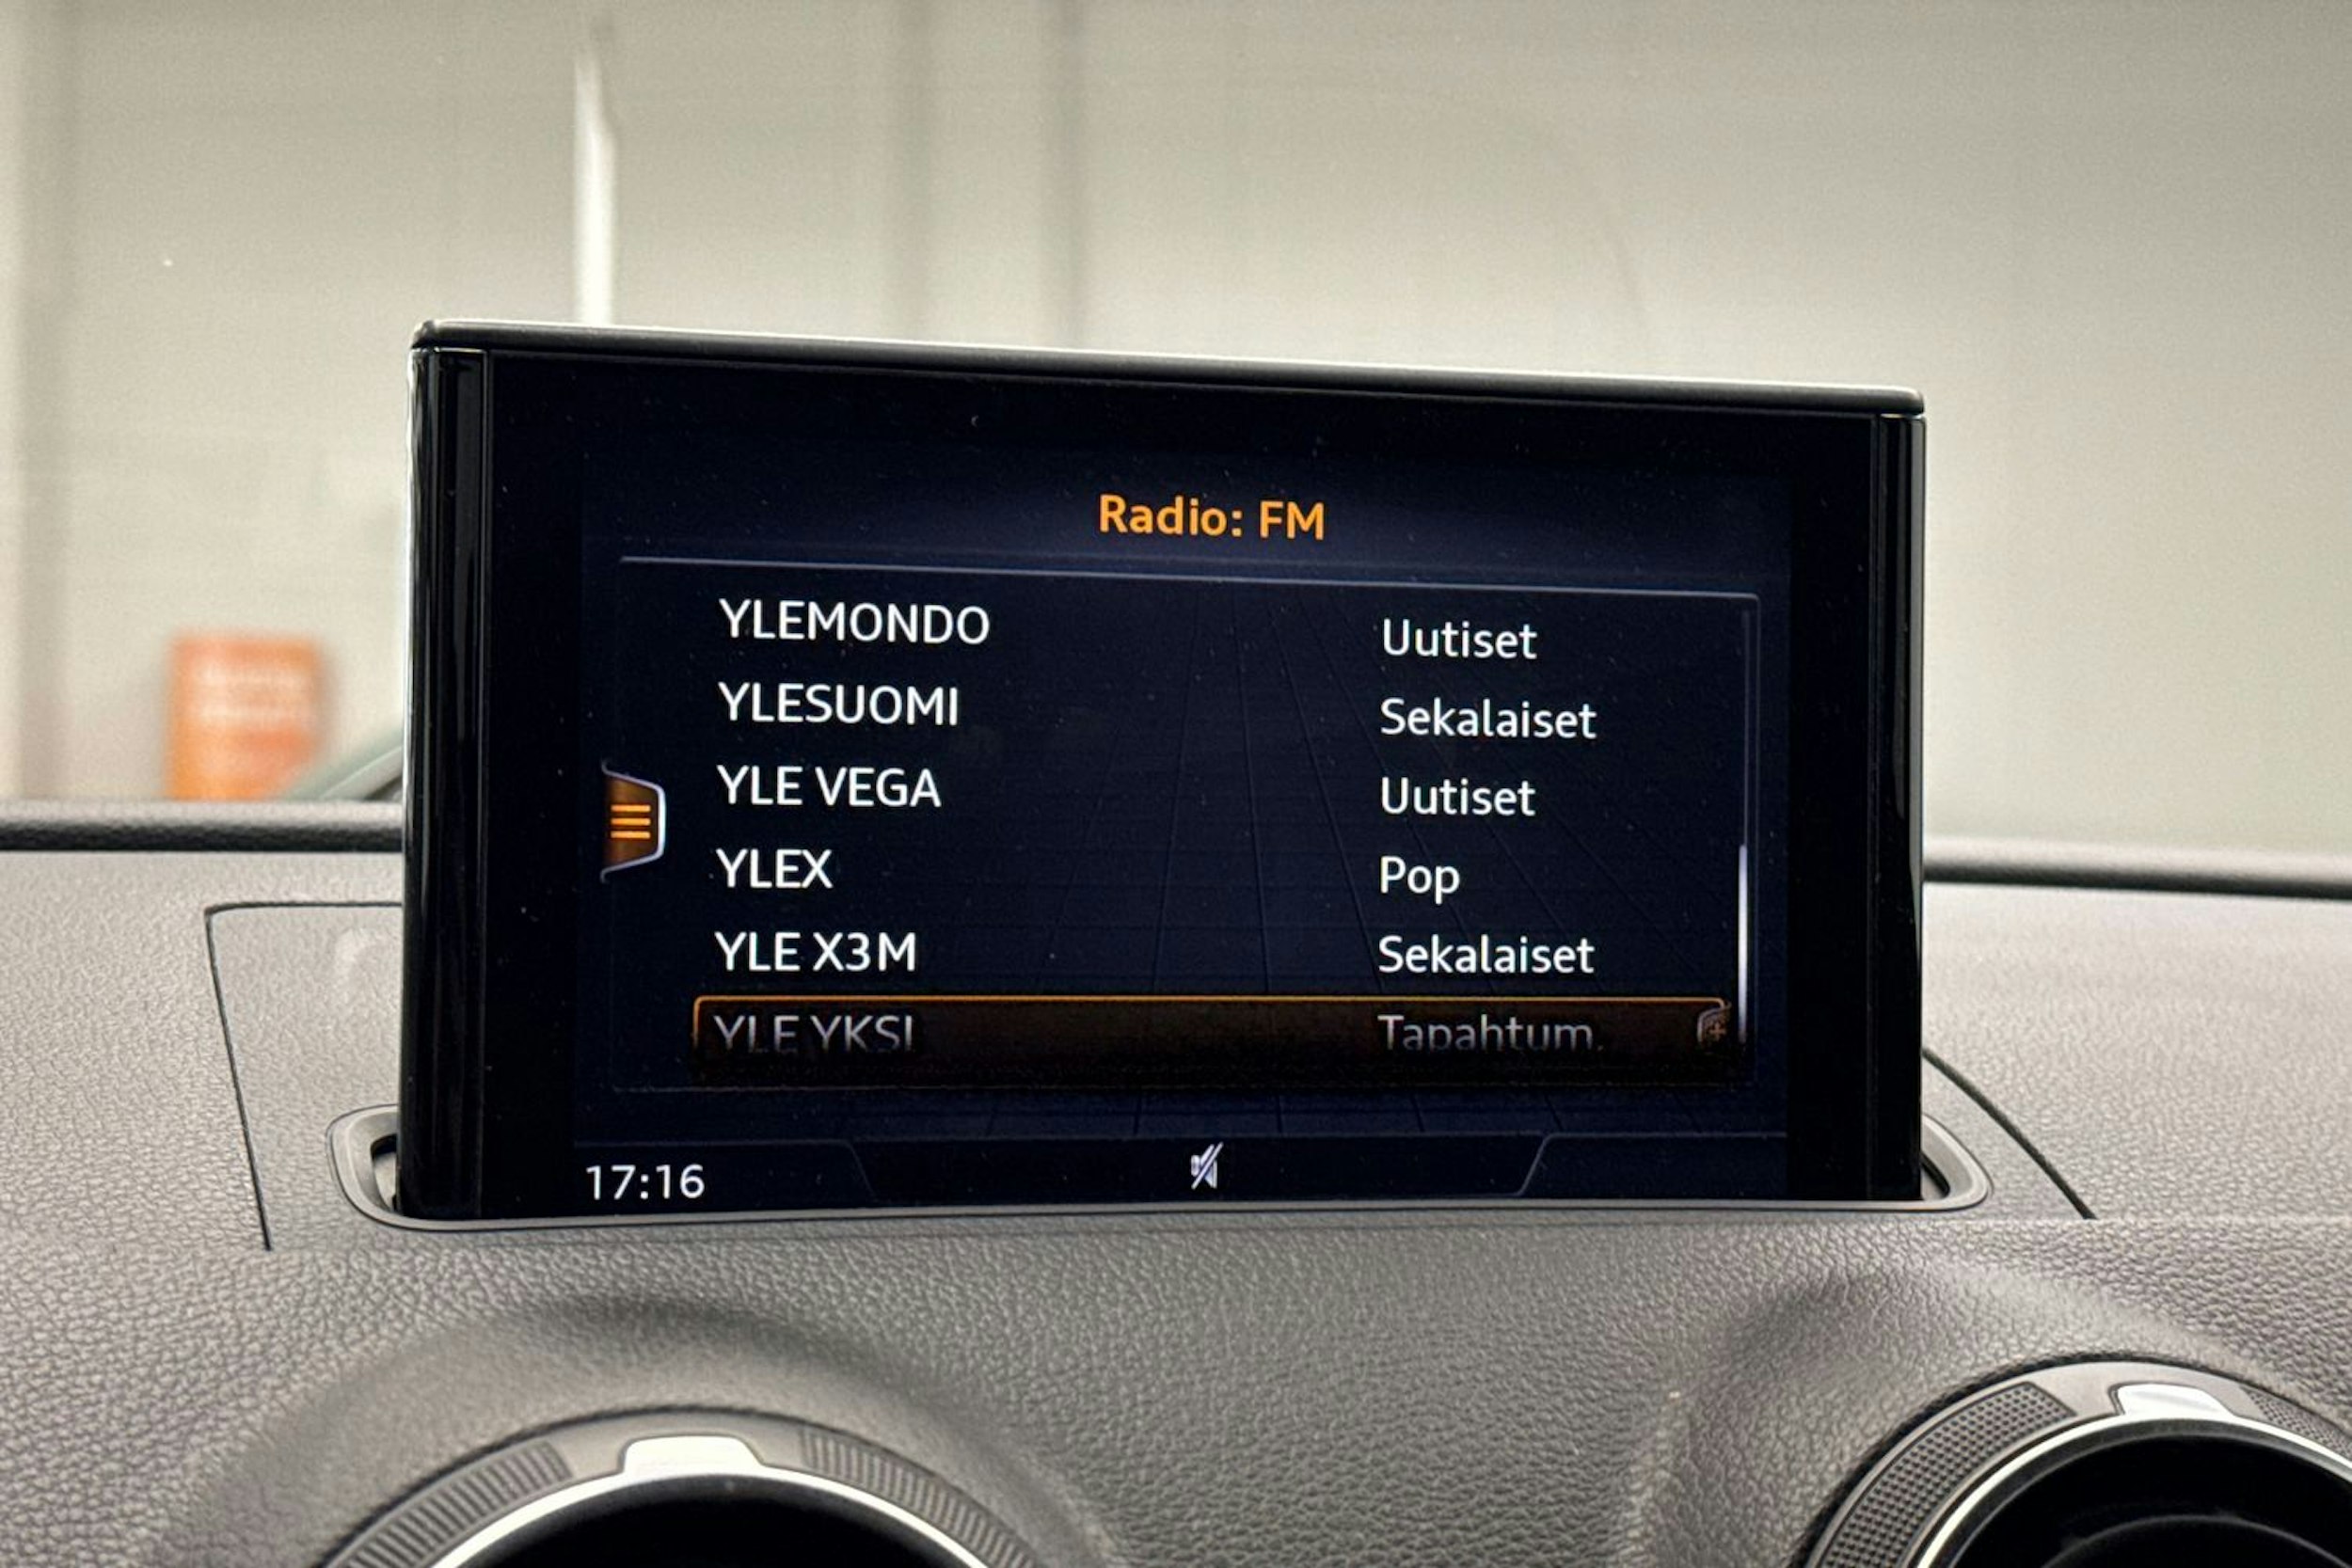 Radio: FM
YLEMONDO Uutiset
YLESUOMI Sekalaiset
YLE VEGA Uutiset
YLEX Pop
YLE X3M Sekalaiset
YLE YKSI Tapahtum.
17:16